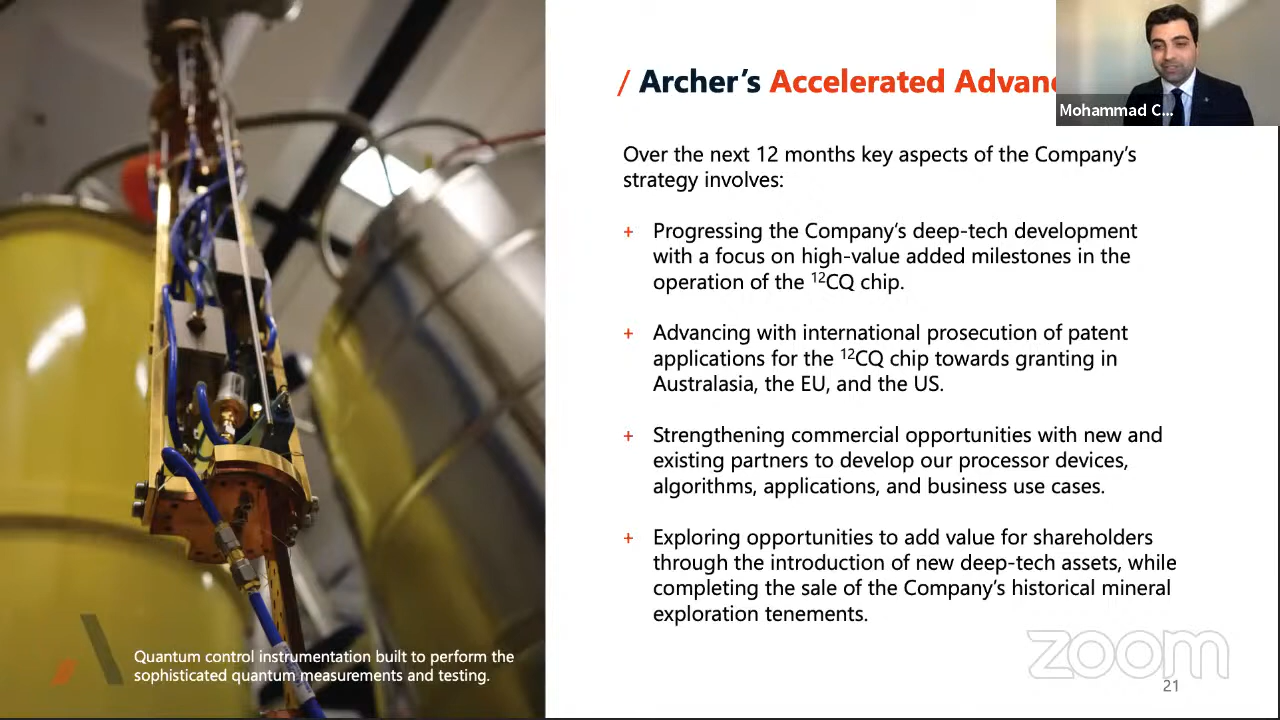 / Archer's Accelerated
Mohammad C...
Over the next 12 months key aspects of the Company's
strategy involves:
+ Progressing the Company's deep-tech development
with a focus on high-value added milestones in the
operation of the ¹²CQ chip.
+ Advancing with international prosecution of patent
applications for the ¹²CQ chip towards granting in
Australasia, the EU, and the US.
+ Strengthening commercial opportunities with new and
existing partners to develop our processor devices,
algorithms, applications, and business use cases.
+ Exploring opportunities to add value for shareholders
through the introduction of new deep-tech assets, while
completing the sale of the Company's historical mineral
exploration tenements.
Quantum control instrumentation built to perform the
sophisticated quantum measurements and testing.
zoom
21